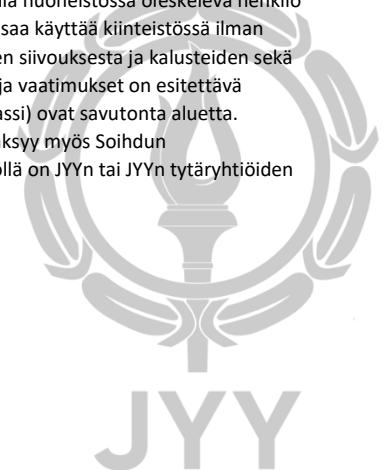 huoneistossa oleskeleva henkilö
saa käyttää kiinteistössä ilman
en siivouksesta ja kalusteiden sekä
ja vaatimukset on esitettävä
assi) ovat savutonta aluetta.
ksyy myös Soihdun
öllä on JYYn tai JYYn tytäryhtiöiden
JYY